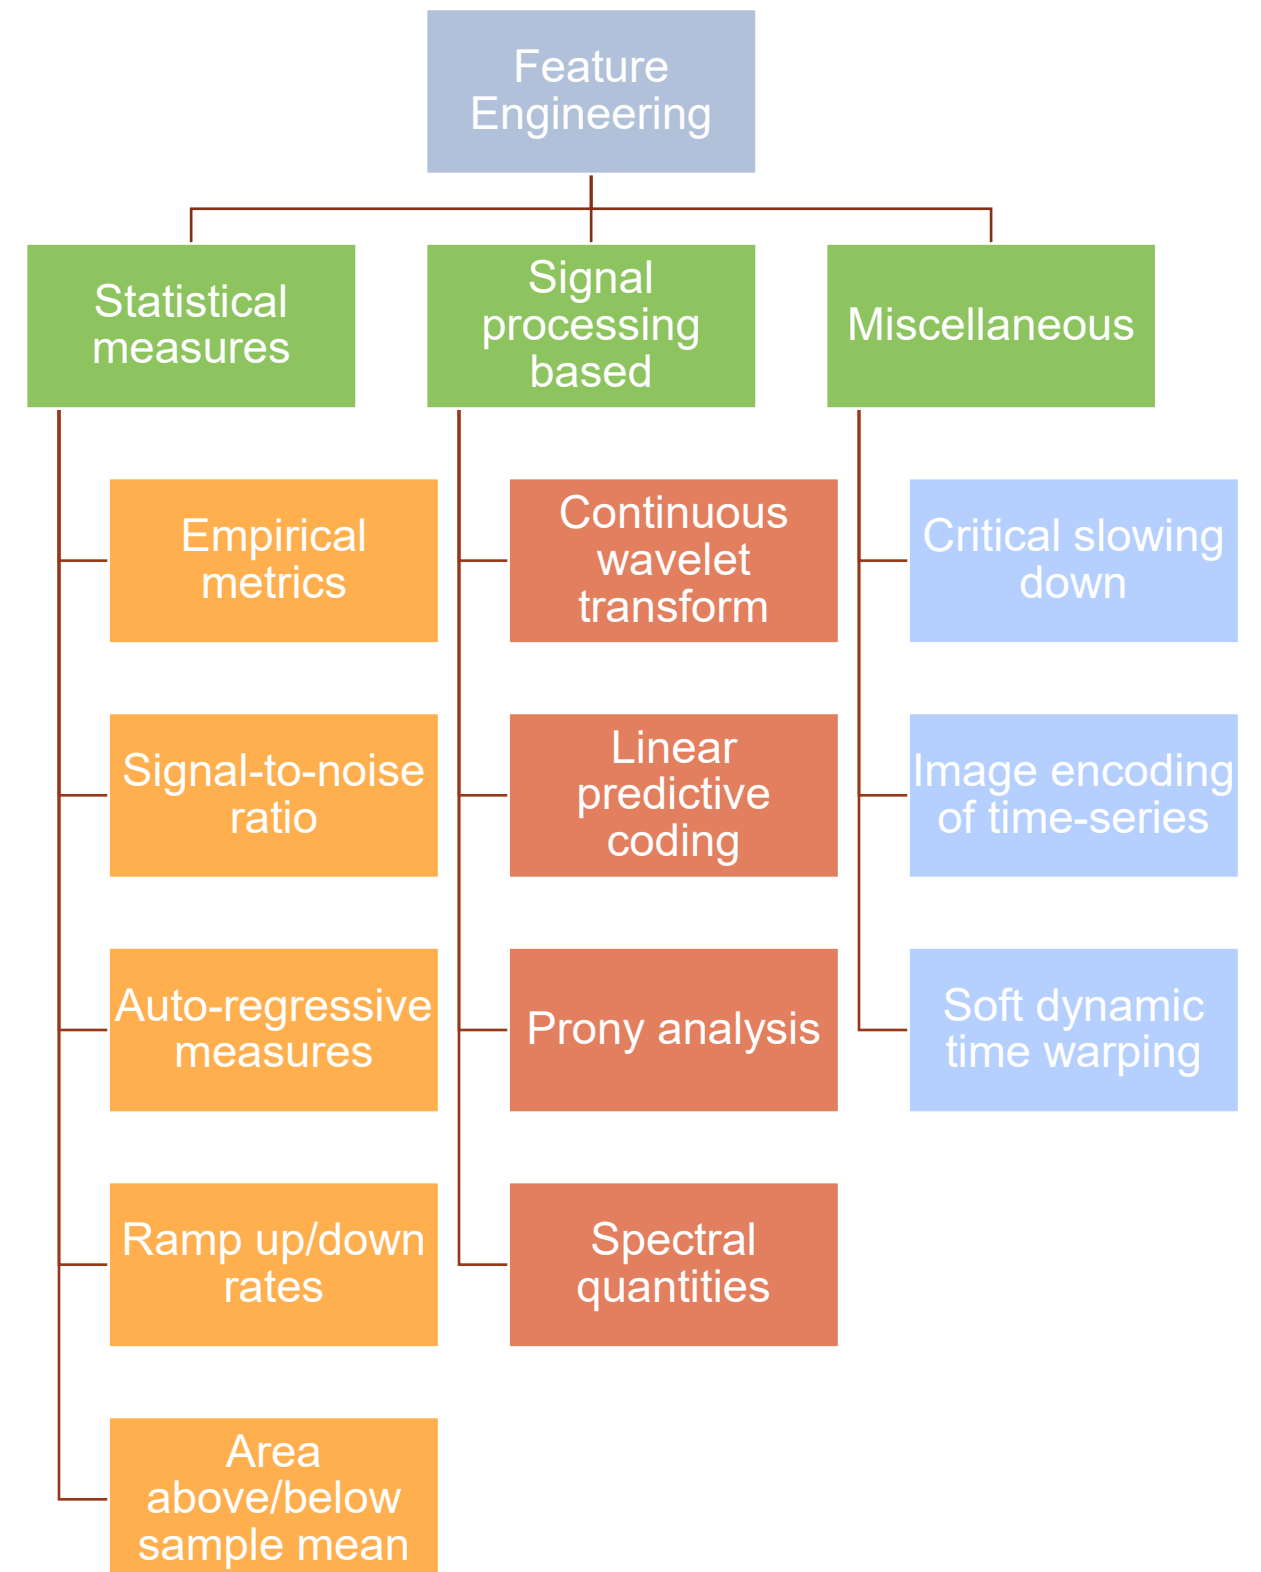 Feature
Engineering
Statistical
measures
Signal
processing
based
Miscellaneous
Empirical
metrics
Signal-to-noise
ratio
Auto-regressive
measures
Ramp up/down
rates
Area
above/below
sample mean
Continuous
wavelet
transform
Linear
predictive
coding
Prony analysis
Spectral
quantities
Critical slowing
down
Image encoding
of time-series
Soft dynamic
time warping